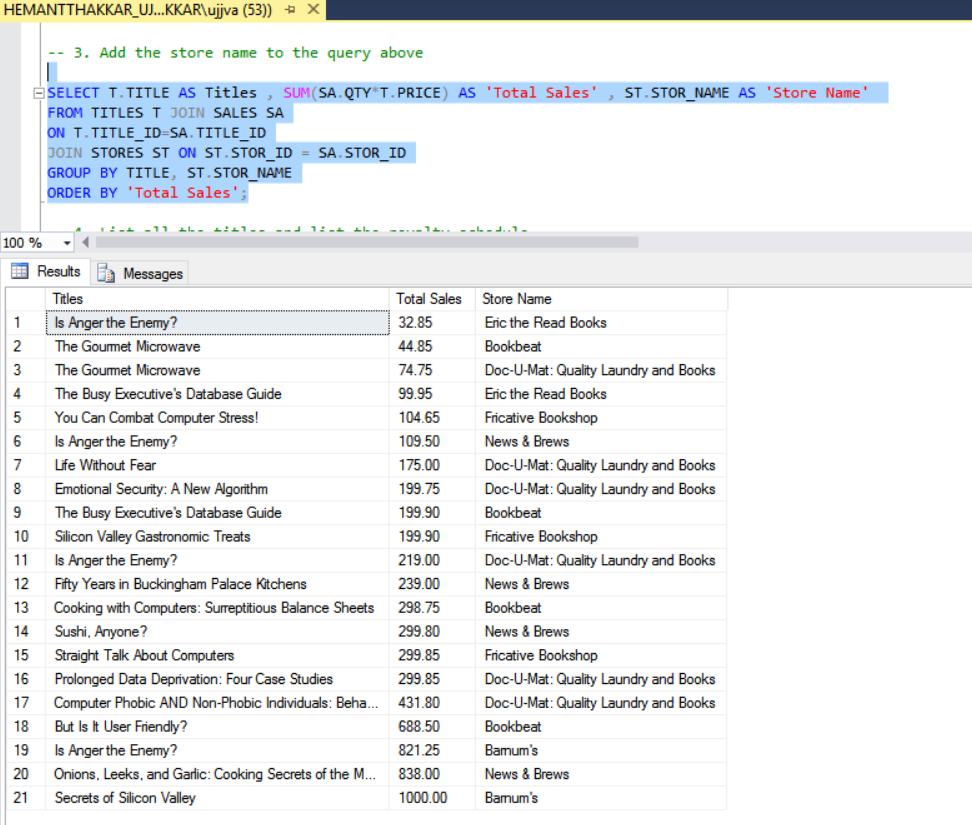 HEMANTTHAKKAR_UJ...KKAR\ujjva (53))
-- 3. Add the store name to the query above
SELECT T.TITLE AS Titles , SUM(SA.QTY*T.PRICE) AS 'Total Sales' , ST.STOR_NAME AS 'Store Name'
FROM TITLES T JOIN SALES SA
ON T.TITLE_ID=SA.TITLE_ID
JOIN STORES ST ON ST.STOR_ID = SA.STOR_ID
GROUP BY TITLE, ST.STOR_NAME
ORDER BY 'Total Sales';
4. List all the titles and list the royalty schedule
100 %
Results Messages
Titles Total Sales Store Name
1 Is Anger the Enemy? 32.85 Eric the Read Books
2 The Gourmet Microwave 44.85 Bookbeat
3 The Gourmet Microwave 74.75 Doc-U-Mat: Quality Laundry and Books
4 The Busy Executive's Database Guide 99.95 Eric the Read Books
5 You Can Combat Computer Stress! 104.65 Fricative Bookshop
6 Is Anger the Enemy? 109.50 News & Brews
7 Life Without Fear 175.00 Doc-U-Mat: Quality Laundry and Books
8 Emotional Security: A New Algorithm 199.75 Doc-U-Mat: Quality Laundry and Books
9 The Busy Executive's Database Guide 199.90 Bookbeat
10 Silicon Valley Gastronomic Treats 199.90 Fricative Bookshop
11 Is Anger the Enemy? 219.00 Doc-U-Mat: Quality Laundry and Books
12 Fifty Years in Buckingham Palace Kitchens 239.00 News & Brews
13 Cooking with Computers: Surreptitious Balance Sheets 298.75 Bookbeat
14 Sushi, Anyone? 299.80 News & Brews
15 Straight Talk About Computers 299.85 Fricative Bookshop
16 Prolonged Data Deprivation: Four Case Studies 299.85 Doc-U-Mat: Quality Laundry and Books
17 Computer Phobic AND Non-Phobic Individuals: Beha... 431.80 Doc-U-Mat: Quality Laundry and Books
18 But Is It User Friendly? 688.50 Bookbeat
19 Is Anger the Enemy? 821.25 Barnum's
20 Onions, Leeks, and Garlic: Cooking Secrets of the M... 838.00 News & Brews
21 Secrets of Silicon Valley 1000.00 Barnum's